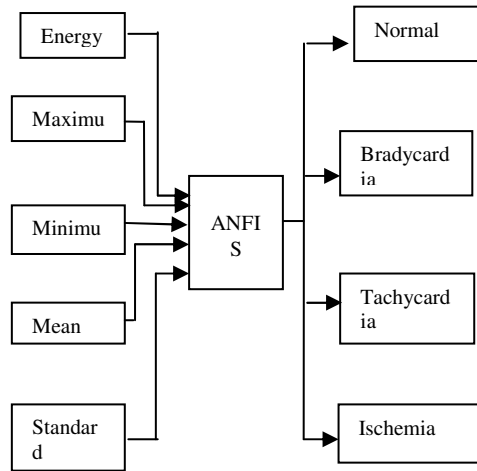 Energy
Maximu
Minimu
Mean
Standar
d
ANFI
S
Normal
Bradycard
ia
Tachycard
ia
Ischemia